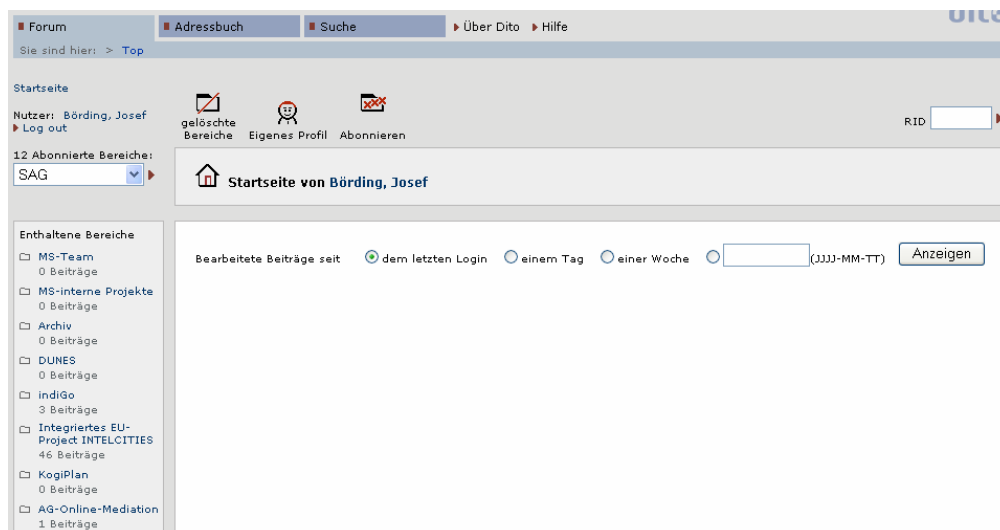 Forum
Adressbuch
Suche
Über Dito
Hilfe
Sie sind hier: > Top
Startseite
Nutzer: Börding, Josef
Log out
12 Abonnierte Bereiche:
SAG
gelöschte
Bereiche
Eigenes Profil
Abonnieren
RID
Startseite von Börding, Josef
Enthaltene Bereiche
MS-Team
0 Beiträge
MS-interne Projekte
0 Beiträge
Archiv
0 Beiträge
DUNES
0 Beiträge
indiGo
3 Beiträge
Integriertes EU-
Project INTELCITIES
46 Beiträge
KogiPlan
0 Beiträge
AG-Online-Mediation
1 Beiträge
Bearbeitete Beiträge seit
dem letzten Login
einem Tag
einer Woche
(JJJJ-MM-TT)
Anzeigen